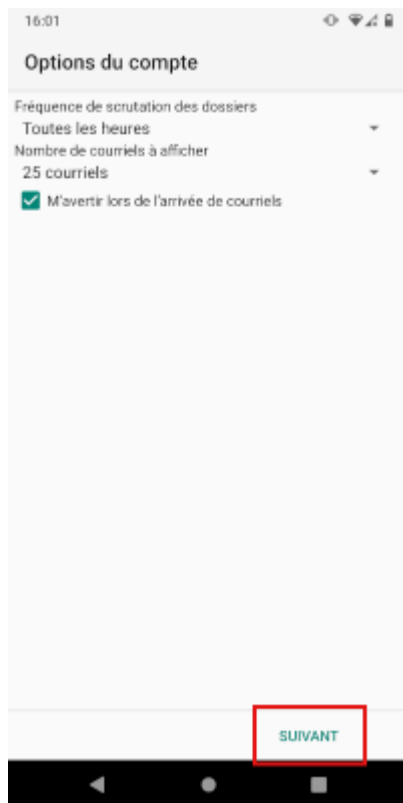 16:01
Options du compte
Fréquence de scrutation des dossiers
Toutes les heures
Nombre de courriels à afficher
25 courriels
M'avertir lors de l'arrivée de courriels
SUIVANT